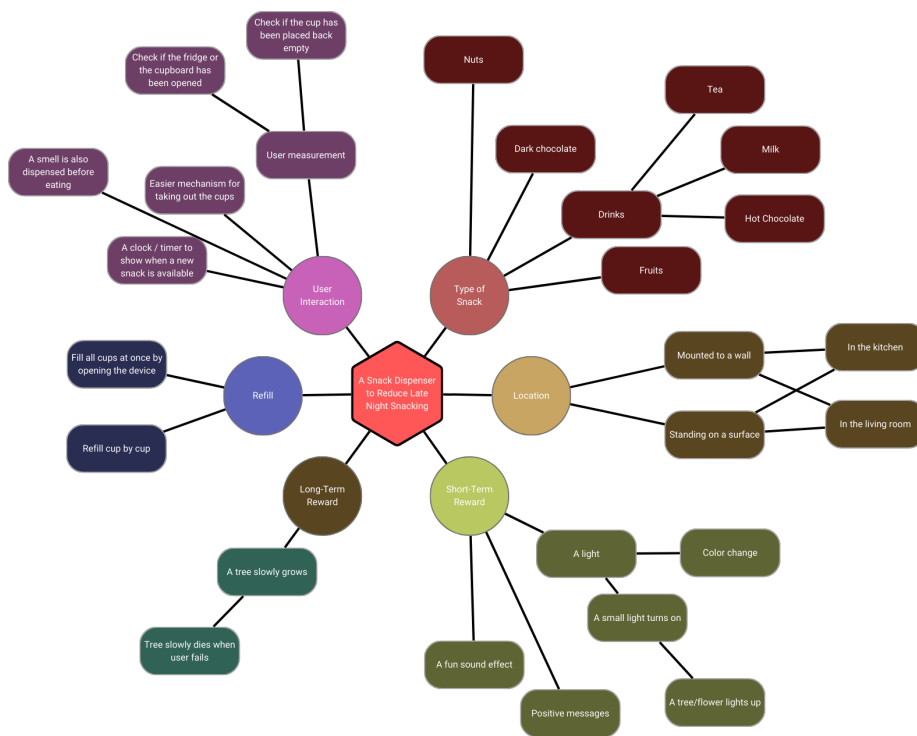 Check if the cup has
been placed back
empty
Check if the fridge or
the cupboard has
been opened
User measurement
A smell is also
dispensed before
eating
Easier mechanism for
taking out the cups
A clock / timer to
show when a new
snack is available
User
Interaction
Nuts
Tea
Dark chocolate
Milk
Drinks
Hot Chocolate
Fruits
Type of
Snack
Fill all cups at once by
opening the device
Refill
Refill cup by cup
A Snack Dispenser
to Reduce Late
Night Snacking
Location
Mounted to a wall
In the kitchen
Standing on a surface
In the living room
Long-Term
Reward
A tree slowly grows
Tree slowly dies when
user fails
Short-Term
Reward
A light
Color change
A small light turns on
A fun sound effect
Positive messages
A tree/flower lights up